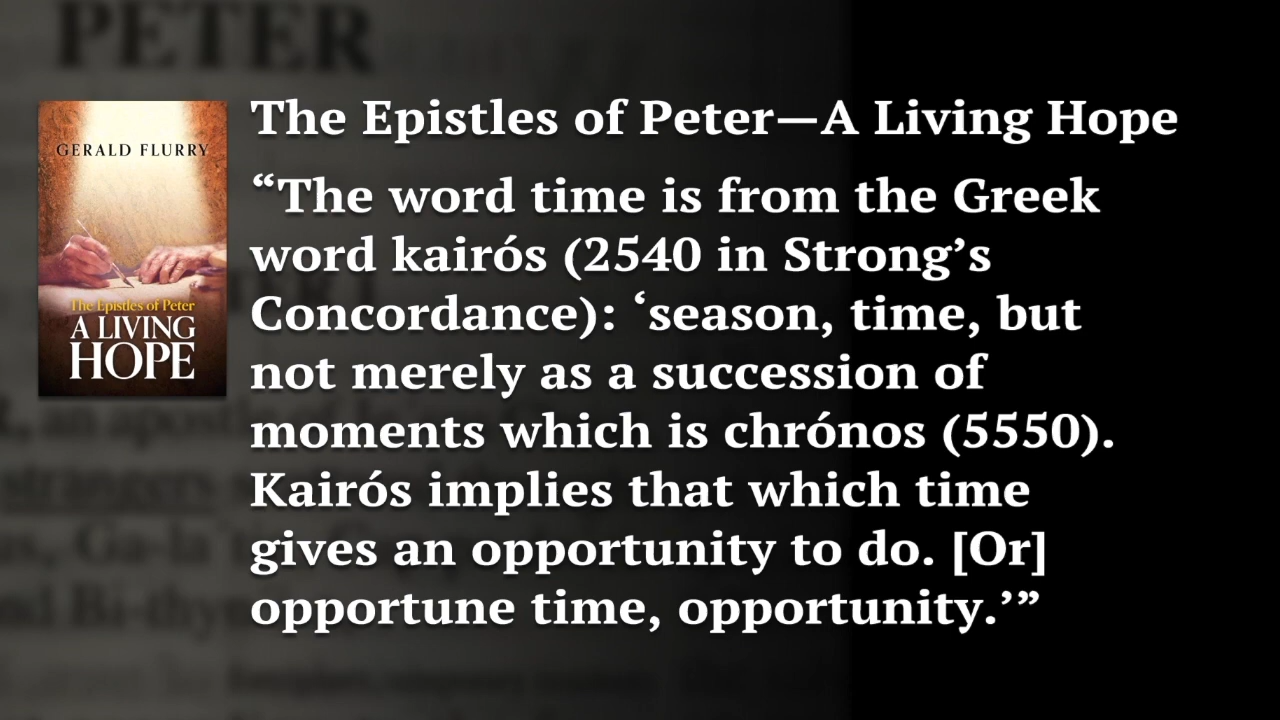 PETER
GERALD FLURRY
The Epistles of Peter
A LIVING
HOPE
The Epistles of Peter—A Living Hope
“The word time is from the Greek
word kairós (2540 in Strong’s
Concordance): ‘season, time, but
not merely as a succession of
moments which is chrónos (5550).
Kairós implies that which time
gives an opportunity to do. [Or]
opportune time, opportunity.’”